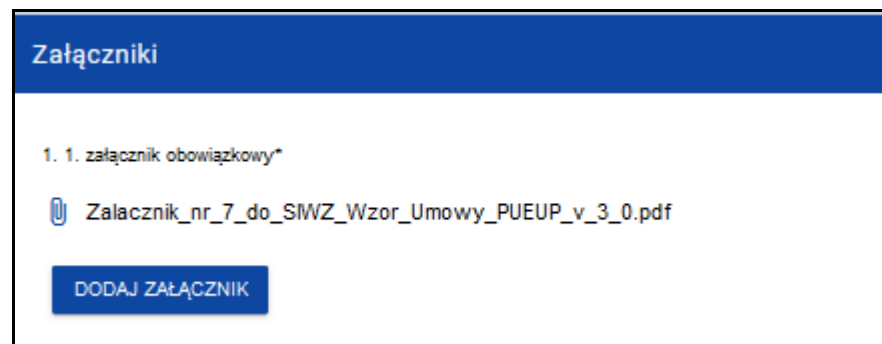 Załączniki
1. 1. załącznik obowiązkowy*
Zalacznik_nr_7_do_SIWZ_Wzor_Umowy_PUEUP_v_3_0.pdf
DODAJ ZAŁĄCZNIK